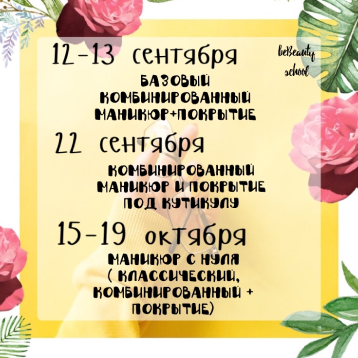 12-13 сентября
beBeauty
school
БАЗОВЫЙ
КОМБИНИРОВАННЫЙ
МАНИКЮР+ПОКРЫТИЕ
22 сентября
КОМБИНИРОВАННЫЙ
МАНИКЮР И ПОКРЫТИЕ
ПОД КУТИКУЛУ
15-19 октября
МАНИКЮР С НУЛЯ
( КЛАССИЧЕСКИЙ,
КОМБИНИРОВАННЫЙ +
ПОКРЫТИЕ)